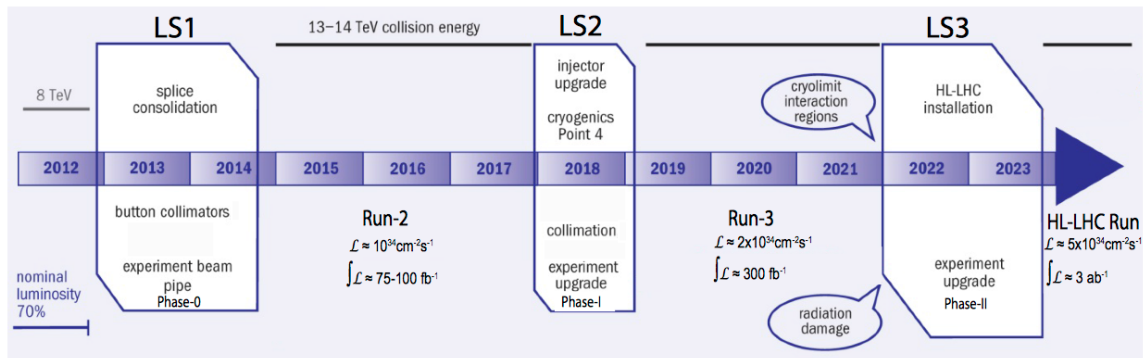 LS1
13–14 TeV collision energy
LS2
LS3
8 TeV
splice
consolidation
injector
upgrade
cryogenics
Point 4
cryolimit
interaction
regions
HL-LHC
installation
2012 2013 2014 2015 2016 2017 2018 2019 2020 2021 2022 2023
button collimators
experiment beam
pipe
Phase-0
nominal
luminosity
70%
Run-2
ℒ ≈ 10³⁴cm⁻²s⁻¹
∫ℒ ≈ 75-100 fb⁻¹
collimation
experiment
upgrade
Phase-I
Run-3
ℒ ≈ 2x10³⁴cm⁻²s⁻¹
∫ℒ ≈ 300 fb⁻¹
radiation
damage
experiment
upgrade
Phase-II
HL-LHC Run
ℒ ≈ 5x10³⁴cm⁻²s⁻¹
∫ℒ ≈ 3 ab⁻¹